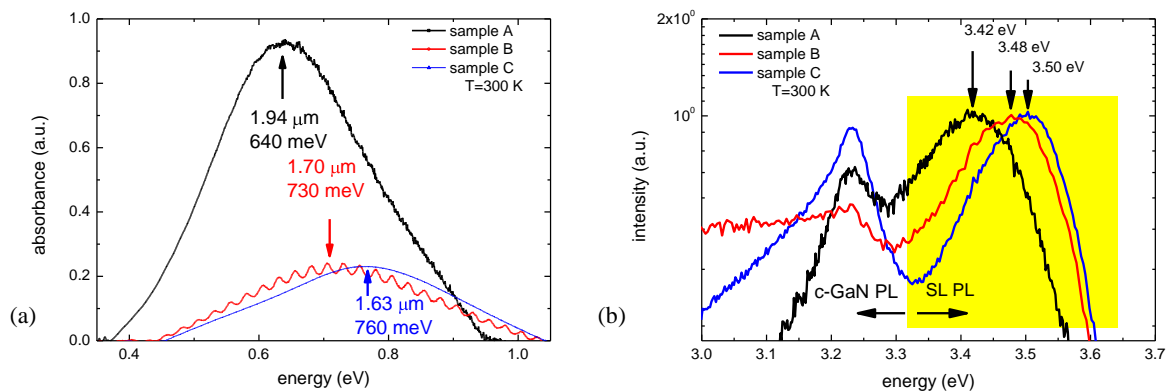 (a)
absorbance (a.u.)
1.0
0.8
0.6
0.4
0.2
0.0
sample A
sample B
sample C
T=300 K
1.94 μm
640 meV
1.70 μm
730 meV
1.63 μm
760 meV
0.4
0.6
0.8
1.0
energy (eV)
(b)
intensity (a.u.)
2x10⁰
10⁰
sample A
sample B
sample C
T=300 K
3.42 eV
3.48 eV
3.50 eV
c-GaN PL
SL PL
3.0
3.1
3.2
3.3
3.4
3.5
3.6
3.7
energy (eV)